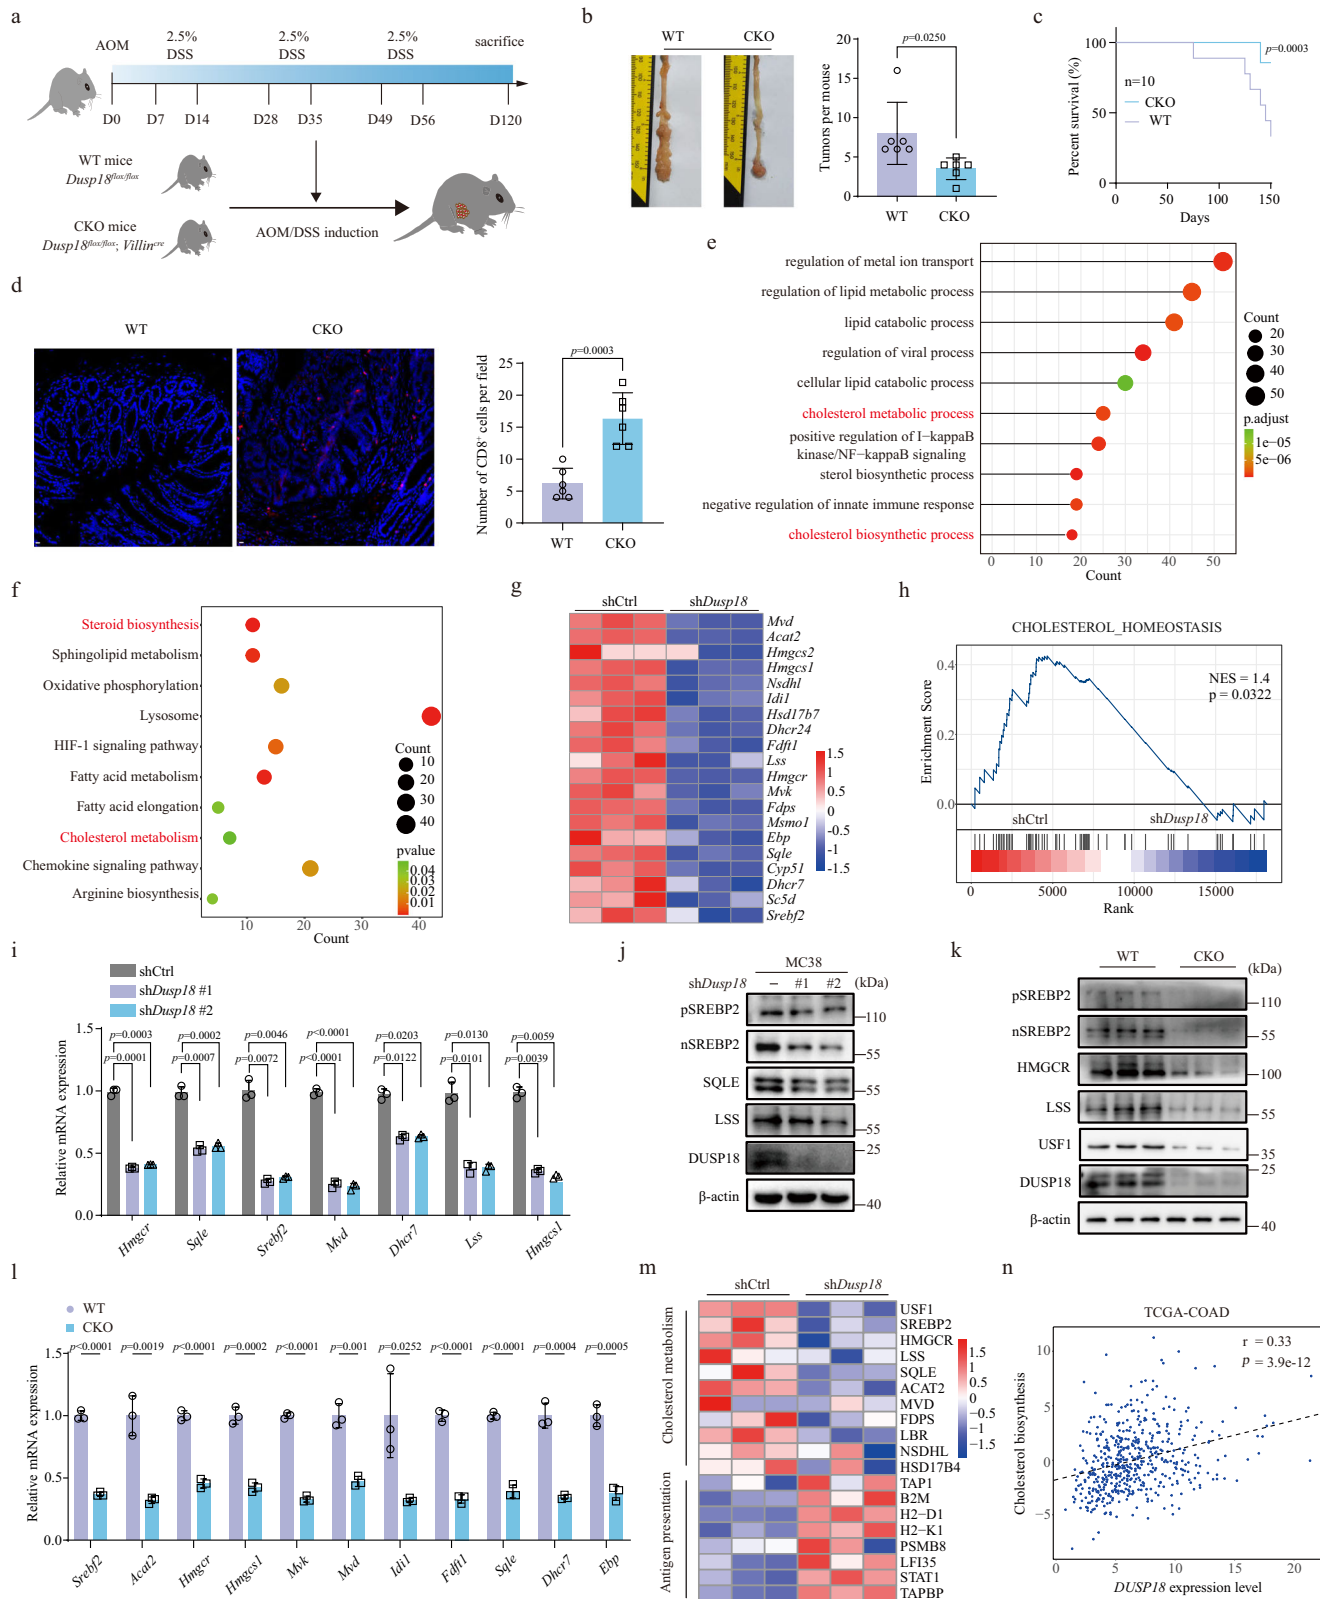 a
AOM
2.5%
DSS
2.5%
DSS
2.5%
DSS
sacrifice
D0
D7
D14
D28
D35
D49
D56
D120
WT mice
Dusp18flox/flox
CKO mice
Dusp18flox/flox; Villincre
AOM/DSS induction
b
WT
CKO
Tumors per mouse
p=0.0250
20
15
10
5
0
WT
CKO
c
Percent survival (%)
100
50
0
p=0.0003
n=10
CKO
WT
0
75
100
150
Days
d
WT
CKO
Number of CD8+ cells per field
p=0.0003
25
20
15
10
5
0
WT
CKO
e
regulation of metal ion transport
regulation of lipid metabolic process
lipid catabolic process
regulation of viral process
cellular lipid catabolic process
cholesterol metabolic process
positive regulation of I−kappaB
kinase/NF−kappaB signaling
sterol biosynthetic process
negative regulation of innate immune response
cholesterol biosynthetic process
0
10
20
30
40
50
Count
Count
20
30
40
50
p.adjust
1e−05
5e−06
f
Steroid biosynthesis
Sphingolipid metabolism
Oxidative phosphorylation
Lysosome
HIF-1 signaling pathway
Fatty acid metabolism
Fatty acid elongation
Cholesterol metabolism
Chemokine signaling pathway
Arginine biosynthesis
10
20
30
40
Count
Count
10
20
30
40
pvalue
0.04
0.03
0.02
0.01
g
shCtrl
shDusp18
Mvd
Acat2
Hmgcs2
Hmgcs1
Nsdhl
Idi1
Hsd17b7
Dhcr24
Fdft1
Lss
Hmgcr
Mvk
Fdps
Msmo1
Ebp
Sqle
Cyp51
Dhcr7
Sc5d
Srebf2
1.5
1
0.5
0
-0.5
-1
-1.5
h
CHOLESTEROL_HOMEOSTASIS
Enrichment Score
0.4
0.2
0.0
NES = 1.4
p = 0.0322
shCtrl
shDusp18
0
5000
10000
15000
Rank
i
shCtrl
shDusp18 #1
shDusp18 #2
Relative mRNA expression
1.5
1.0
0.5
0.0
p=0.0003
p=0.0001
p=0.0002
p=0.0007
p=0.0046
p=0.0072
p<0.0001
p<0.0001
p=0.0203
p=0.0122
p=0.0130
p=0.0101
p=0.0059
p=0.0039
Hmgcr
Sqle
Srebf2
Mvd
Dhcr7
Lss
Hmgcs1
j
MC38
shDusp18
−
#1
#2
(kDa)
pSREBP2
110
nSREBP2
55
SQLE
55
LSS
55
DUSP18
25
β-actin
40
k
WT
CKO
(kDa)
pSREBP2
110
nSREBP2
55
HMGCR
100
LSS
55
USF1
35
DUSP18
25
β-actin
40
l
WT
CKO
Relative mRNA expression
1.5
1.0
0.5
0.0
p<0.0001
p=0.0019
p<0.0001
p=0.0002
p<0.0001
p=0.001
p=0.0252
p<0.0001
p<0.0001
p=0.0004
p=0.0005
Srebf2
Acat2
Hmgcr
Hmgcs1
Mvk
Mvd
Idi1
Fdft1
Sqle
Dhcr7
Ebp
m
shCtrl
shDusp18
Cholesterol metabolism
Antigen presentation
USF1
SREBP2
HMGCR
LSS
SQLE
ACAT2
MVD
FDPS
LBR
NSDHL
HSD17B4
TAP1
B2M
H2−D1
H2−K1
PSMB8
LFI35
STAT1
TAPBP
1.5
1
0.5
0
−0.5
−1
−1.5
n
TCGA-COAD
Cholesterol biosynthesis
10
5
0
−5
r = 0.33
P = 3.9e-12
0
5
10
15
20
DUSP18 expression level